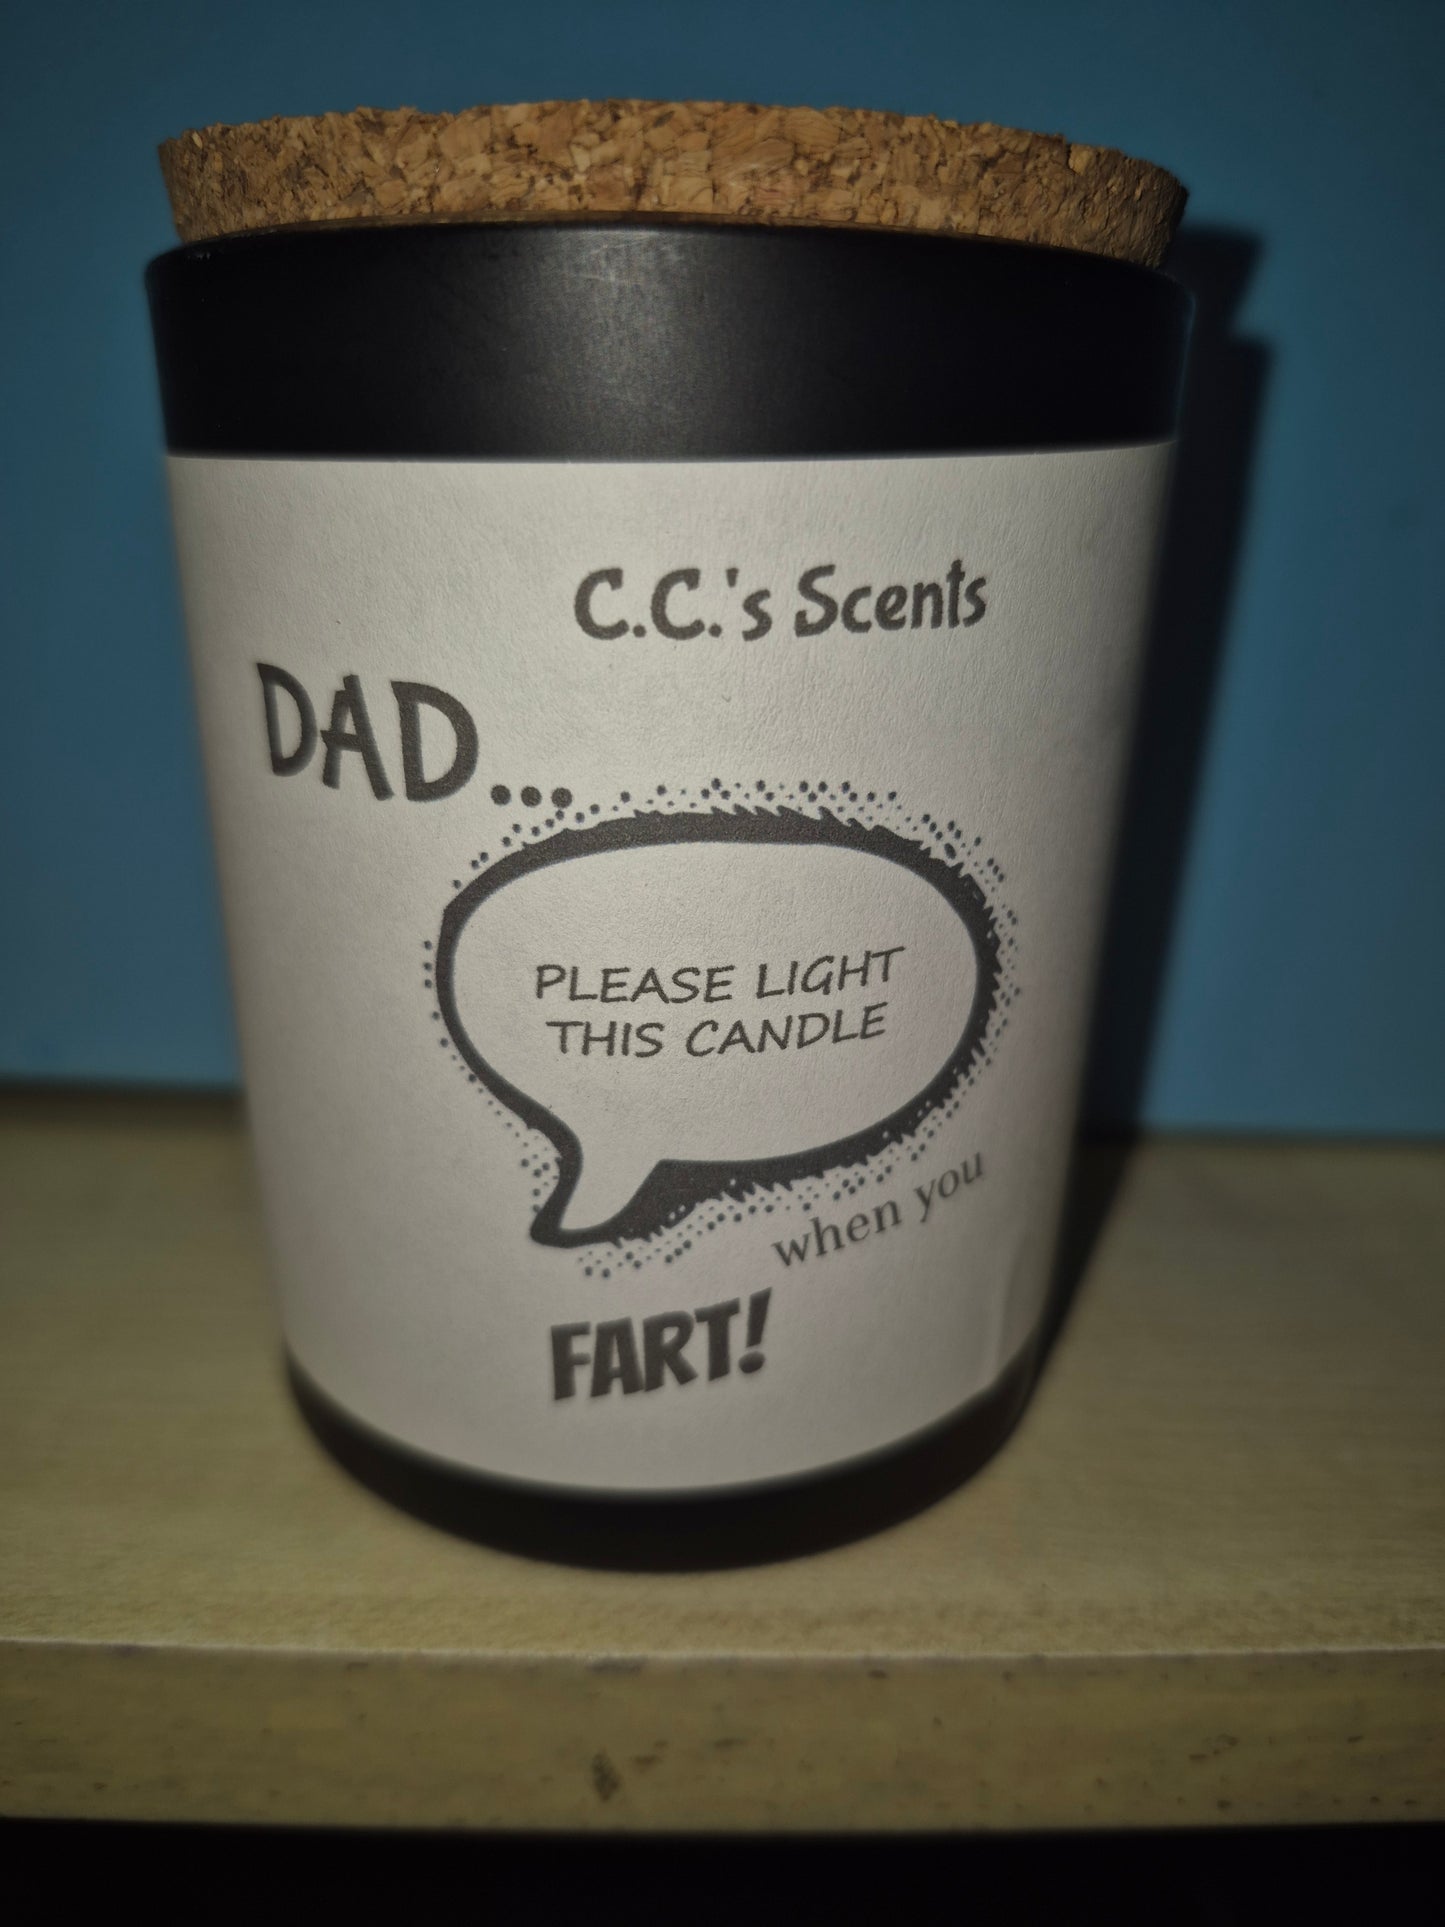 C.C.'s Scents
DAD...
PLEASE LIGHT
THIS CANDLE
when you
FART!